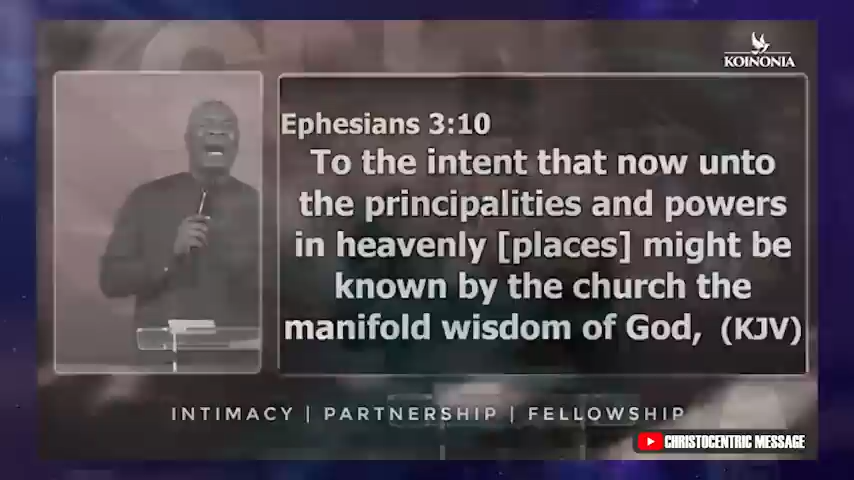 KOINONIA
Ephesians 3:10
To the intent that now unto
the principalities and powers
in heavenly [places] might be
known by the church the
manifold wisdom of God, (KJV)
INTIMACY | PARTNERSHIP | FELLOWSHIP
CHRISTOCENTRIC MESSAGE